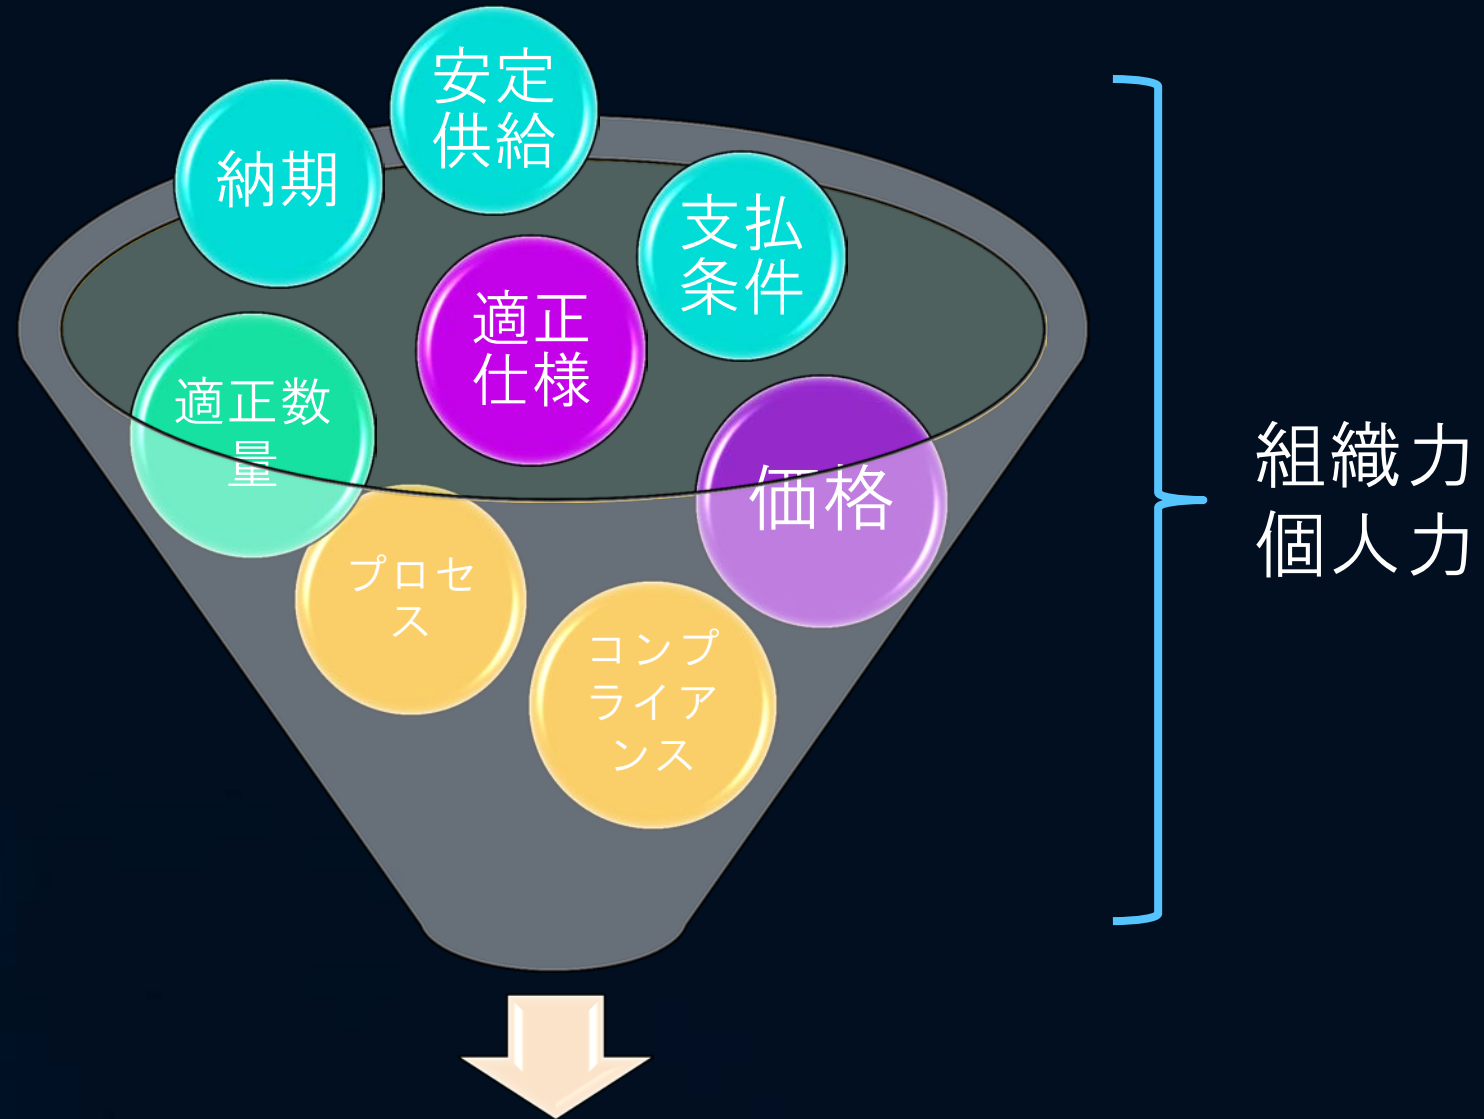 安定
供給
納期
支払
条件
適正
仕様
適正数
量
価格
プロセ
ス
コンプ
ライア
ンス
組織力
個人力